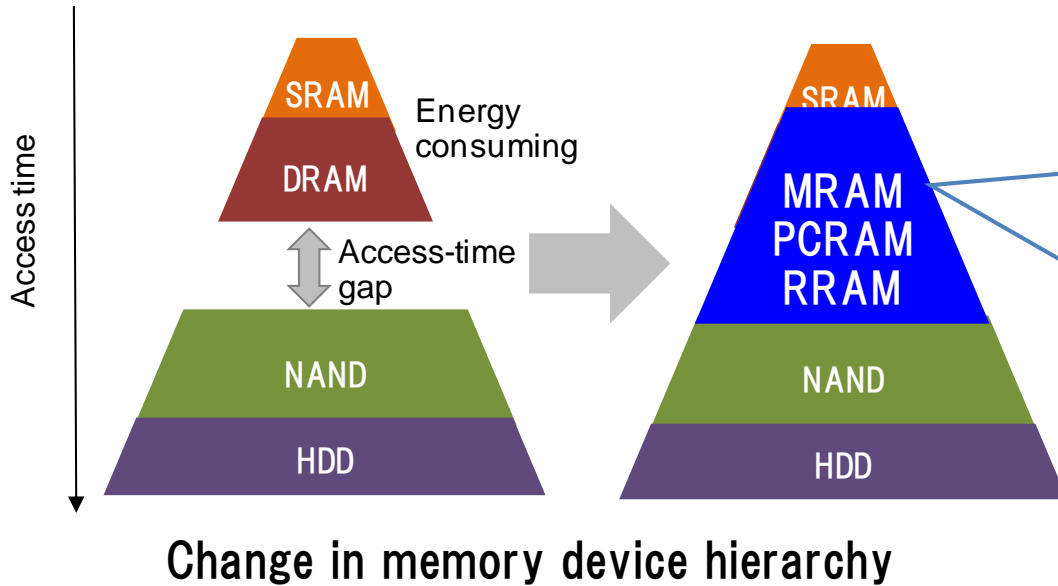 Access time
SRAM
Energy
consuming
DRAM
Access-time
gap
NAND
HDD
SRAM
MRAM
PCRAM
RRAM
NAND
HDD
Change in memory device hierarchy